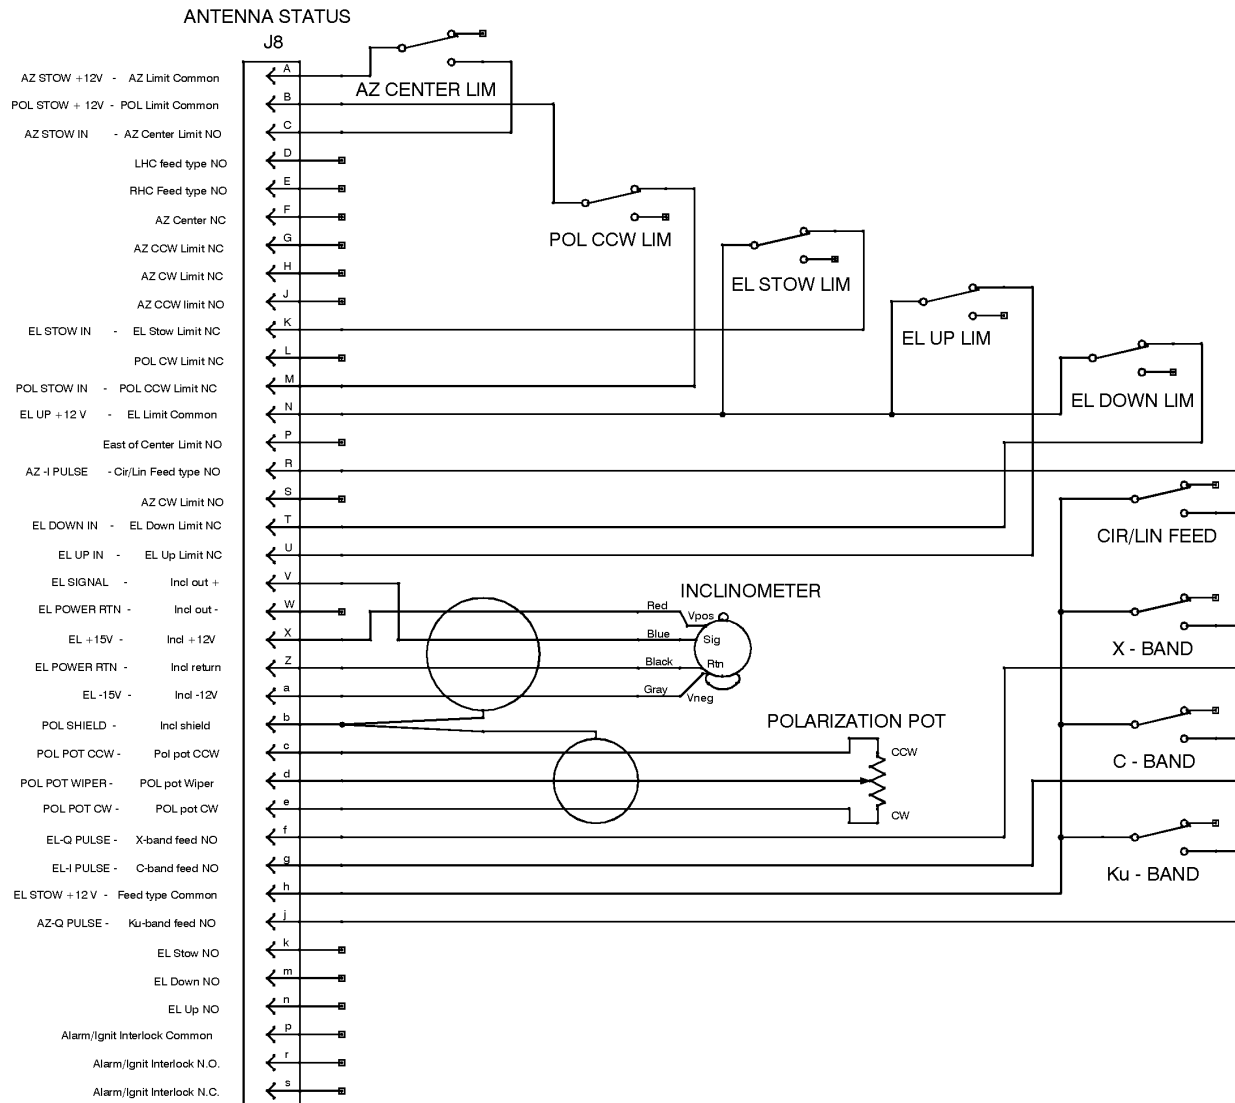 ANTENNA STATUS
J8
AZ STOW +12V - AZ Limit Common A
POL STOW + 12V - POL Limit Common B
AZ STOW IN - AZ Center Limit NO C
LHC feed type NO D
RHC Feed type NO E
AZ Center NC F
AZ CCW Limit NC G
AZ CW Limit NC H
AZ CCW limit NO J
EL STOW IN - EL Stow Limit NC K
POL CW Limit NC L
POL STOW IN - POL CCW Limit NC M
EL UP +12 V - EL Limit Common N
East of Center Limit NO P
AZ -I PULSE -Cir/Lin Feed type NO R
AZ CW Limit NO S
EL DOWN IN - EL Down Limit NC T
EL UP IN - EL Up Limit NC U
EL SIGNAL - Incl out + V
EL POWER RTN - Incl out - W
EL +15V - Incl +12V X
EL POWER RTN - Incl return Z
EL -15V - Incl -12V a
POL SHIELD - Incl shield b
POL POT CCW - Pol pot CCW c
POL POT WIPER - POL pot Wiper d
POL POT CW - POL pot CW e
EL-Q PULSE - X-band feed NO f
EL-I PULSE - C-band feed NO g
EL STOW +12 V - Feed type Common h
AZ-Q PULSE - Ku-band feed NO j
EL Stow NO k
EL Down NO m
EL Up NO n
Alarm/Ignit Interlock Common p
Alarm/Ignit Interlock N.O. r
Alarm/Ignit Interlock N.C. s
AZ CENTER LIM
POL CCW LIM
EL STOW LIM
EL UP LIM
EL DOWN LIM
CIR/LIN FEED
X - BAND
C - BAND
Ku - BAND
INCLINOMETER
Red Vpos
Blue Sig
Black Rtn
Gray Vneg
POLARIZATION POT
CCW
CW